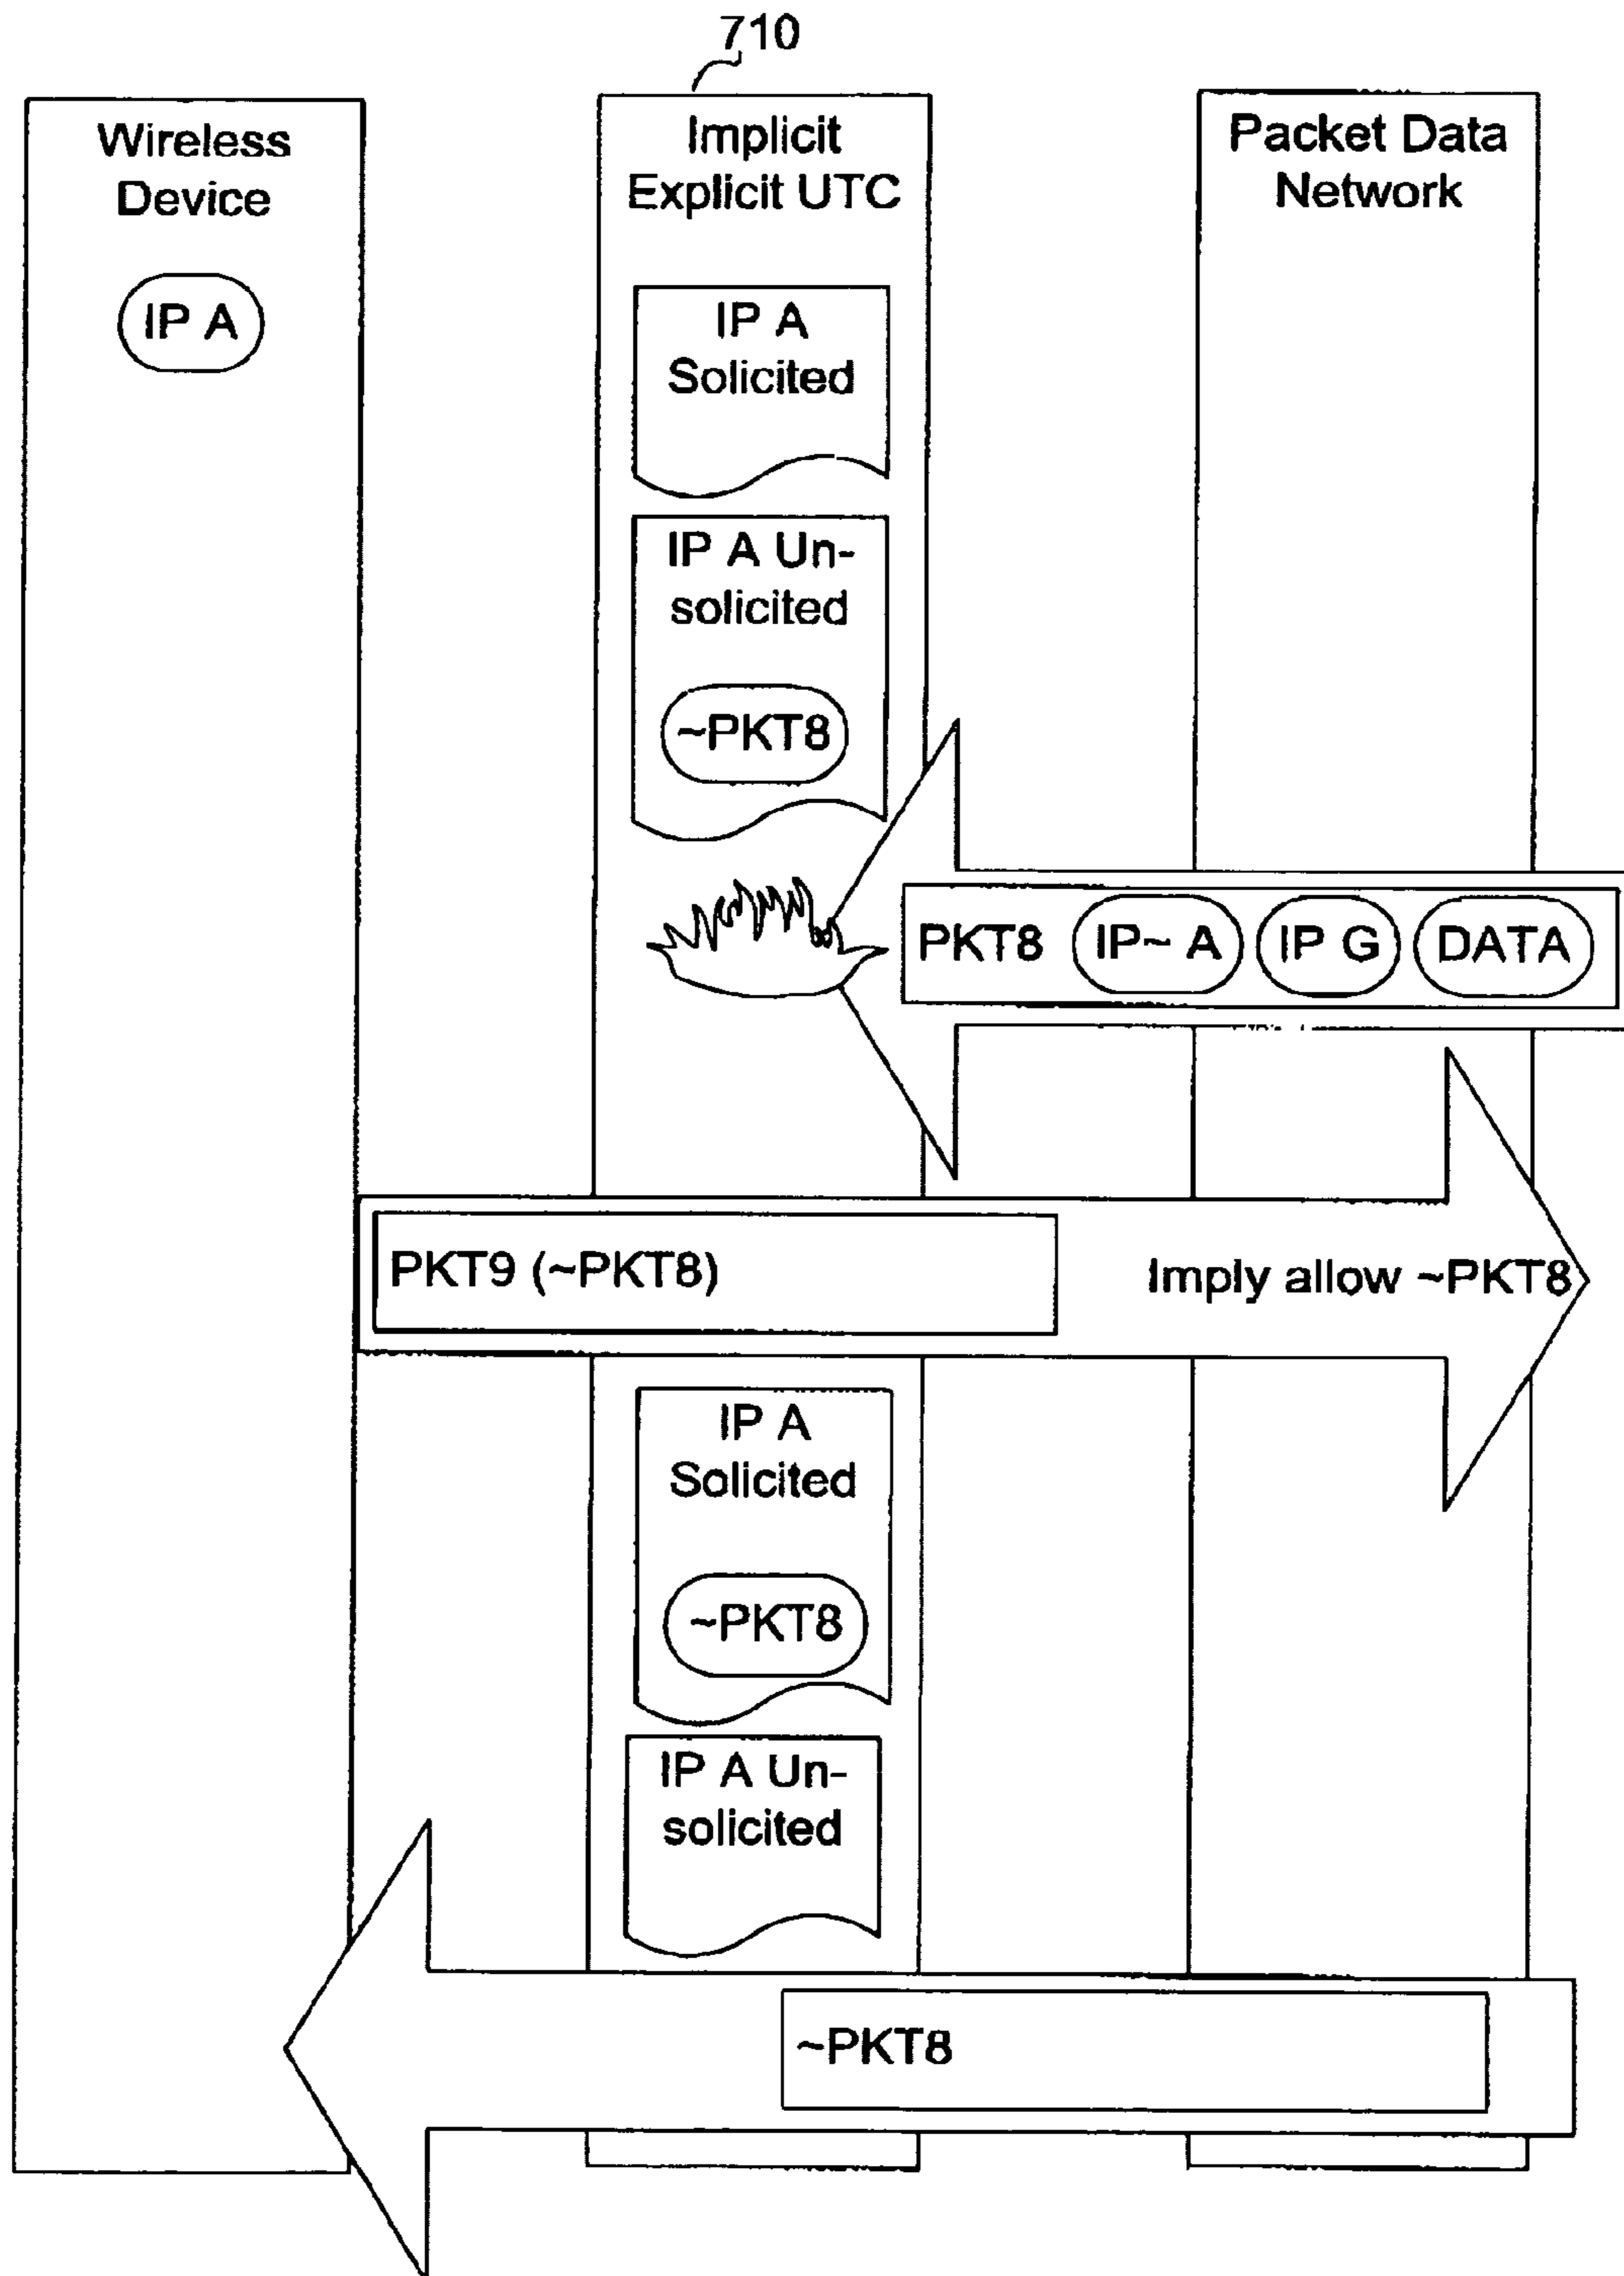 710
Wireless
Device
Implicit
Explicit UTC
Packet Data
Network
IP A
IP A
Solicited
IP A Un-
solicited
~PKT8
PKT8 IP~ A IP G DATA
PKT9 (~PKT8) Imply allow ~PKT8
IP A
Solicited
~PKT8
IP A Un-
solicited
~PKT8